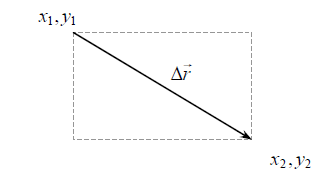 x₁,y₁
Δr⃗
x₂,y₂